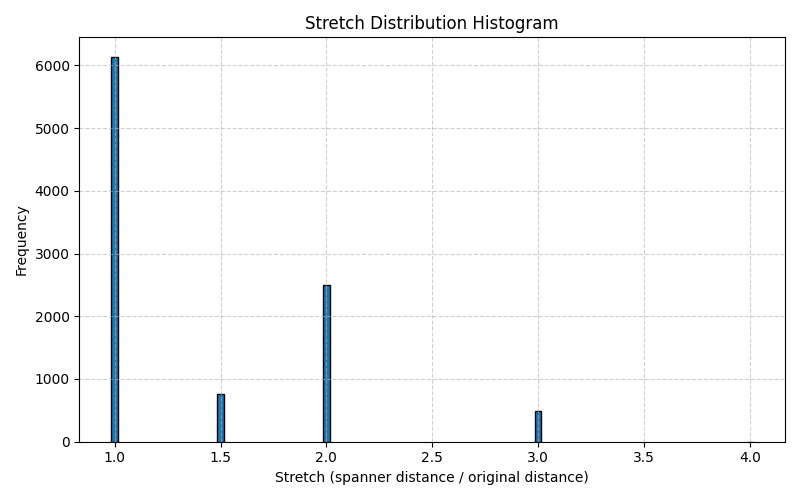 Stretch Distribution Histogram
Frequency
6000
5000
4000
3000
2000
1000
0
1.0 1.5 2.0 2.5 3.0 3.5 4.0
Stretch (spanner distance / original distance)